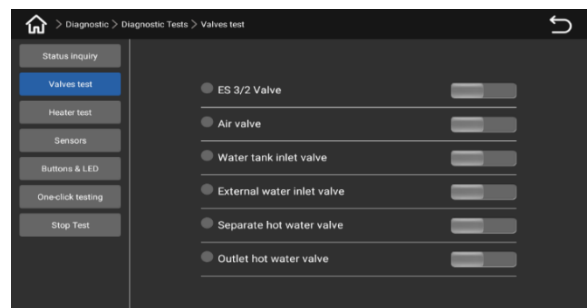 > Diagnostic > Diagnostic Tests > Valves test
Status inquiry
Valves test
Heater test
Sensors
Buttons & LED
One-click testing
Stop Test
ES 3/2 Valve
Air valve
Water tank inlet valve
External water inlet valve
Separate hot water valve
Outlet hot water valve